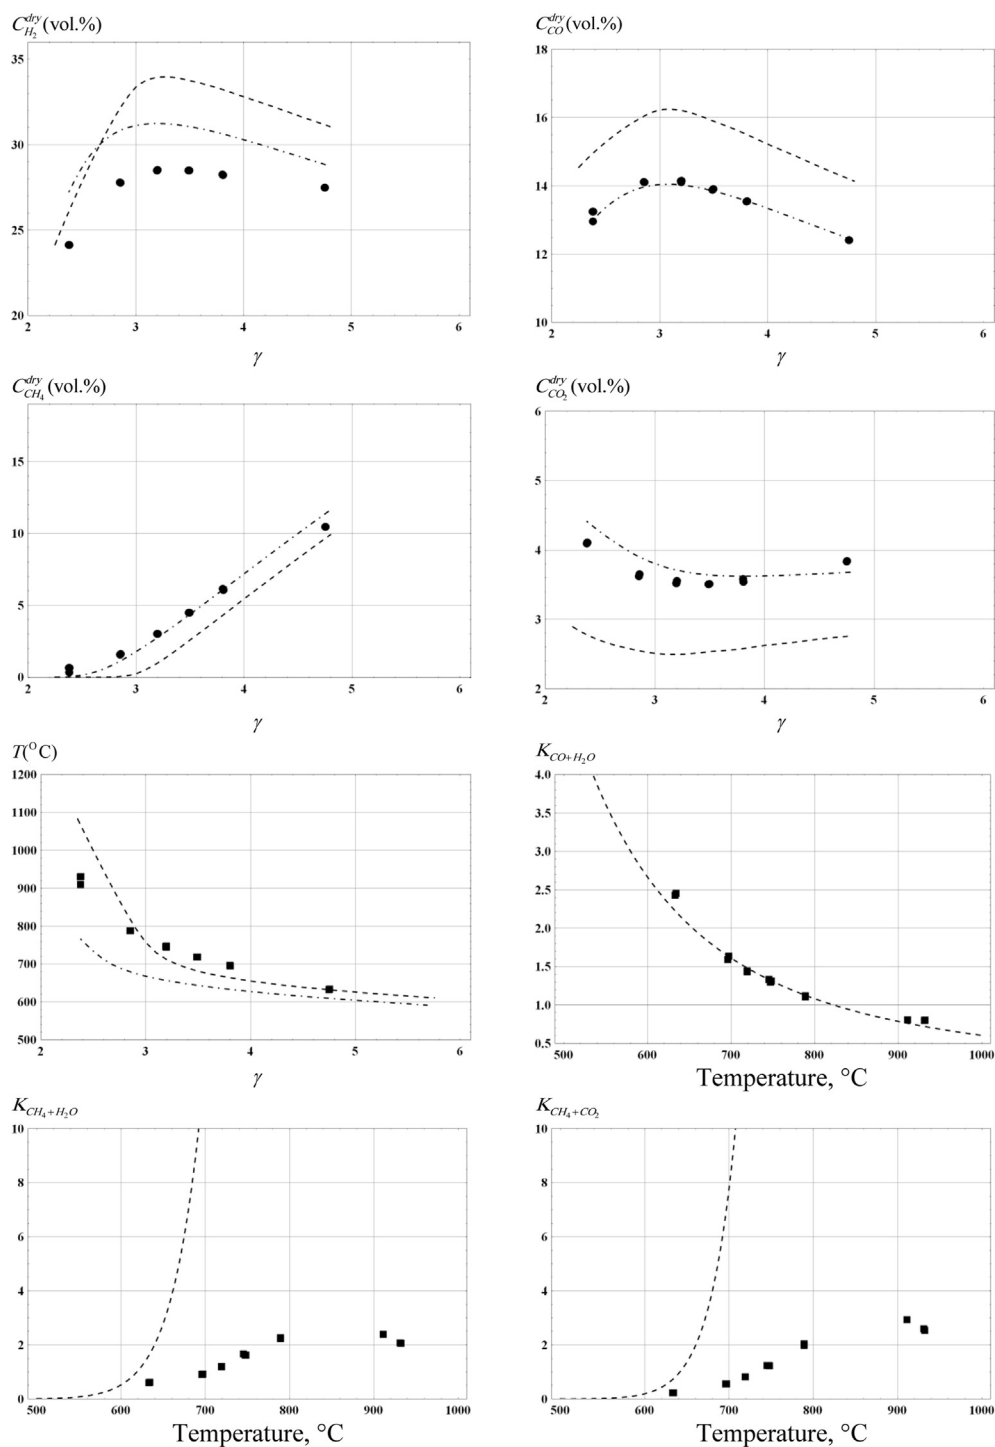 C_{H_2}^{dry} (vol.%)
35
30
25
20
2 3 4 5 6
γ
C_{CO}^{dry} (vol.%)
18
16
14
12
10
2 3 4 5 6
γ
C_{CH_4}^{dry} (vol.%)
15
10
5
0
2 3 4 5 6
γ
C_{CO_2}^{dry} (vol.%)
6
5
4
3
2
2 3 4 5 6
γ
T(°C)
1200
1100
1000
900
800
700
600
500
2 3 4 5 6
γ
K_{CO+H_2O}
4.0
3.5
3.0
2.5
2.0
1.5
1.0
0.5
500 600 700 800 900 1000
Temperature, °C
K_{CH_4+H_2O}
10
8
6
4
2
0
500 600 700 800 900 1000
Temperature, °C
K_{CH_4+CO_2}
10
8
6
4
2
0
500 600 700 800 900 1000
Temperature, °C